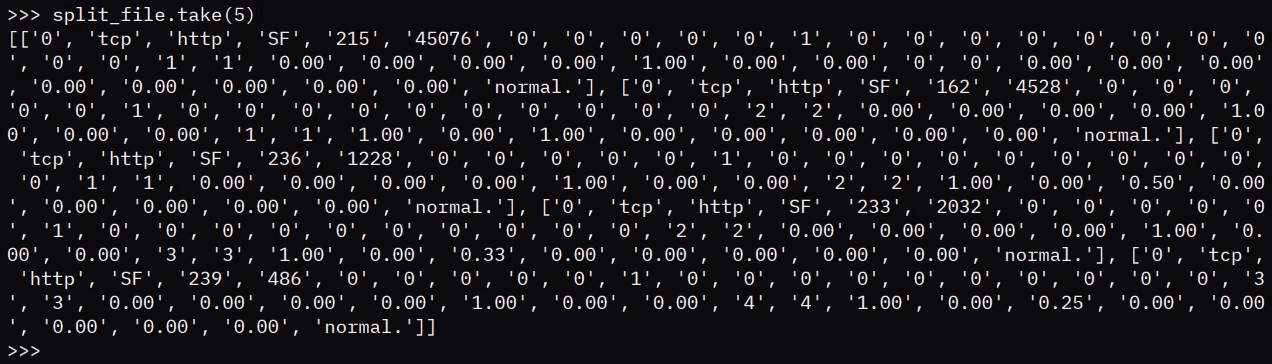 >>> split_file.take(5)
[['0', 'tcp', 'http', 'SF', '215', '45076', '0', '0', '0', '0', '0', '1', '0', '0', '0', '0', '0', '0', '0', '0', '0
', '0', '0', '1', '1', '0.00', '0.00', '0.00', '0.00', '1.00', '0.00', '0.00', '0', '0', '0.00', '0.00', '0.00'
, '0.00', '0.00', '0.00', '0.00', '0.00', 'normal.'], ['0', 'tcp', 'http', 'SF', '162', '4528', '0', '0', '0',
'0', '0', '1', '0', '0', '0', '0', '0', '0', '0', '0', '0', '0', '2', '2', '0.00', '0.00', '0.00', '0.00', '1.0
0', '0.00', '0.00', '1', '1', '1.00', '0.00', '1.00', '0.00', '0.00', '0.00', '0.00', '0.00', 'normal.'], ['0',
'tcp', 'http', 'SF', '236', '1228', '0', '0', '0', '0', '0', '1', '0', '0', '0', '0', '0', '0', '0', '0', '0',
'0', '1', '1', '0.00', '0.00', '0.00', '0.00', '1.00', '0.00', '0.00', '2', '2', '1.00', '0.00', '0.50', '0.00'
, '0.00', '0.00', '0.00', '0.00', 'normal.'], ['0', 'tcp', 'http', 'SF', '233', '2032', '0', '0', '0', '0', '0'
, '1', '0', '0', '0', '0', '0', '0', '0', '0', '0', '0', '2', '2', '0.00', '0.00', '0.00', '0.00', '1.00', '0.
00', '0.00', '3', '3', '1.00', '0.00', '0.33', '0.00', '0.00', '0.00', '0.00', '0.00', 'normal.'], ['0', 'tcp',
'http', 'SF', '239', '486', '0', '0', '0', '0', '0', '1', '0', '0', '0', '0', '0', '0', '0', '0', '0', '0', '3
', '3', '0.00', '0.00', '0.00', '0.00', '1.00', '0.00', '0.00', '4', '4', '1.00', '0.00', '0.25', '0.00', '0.00
', '0.00', '0.00', '0.00', 'normal.']]
>>>